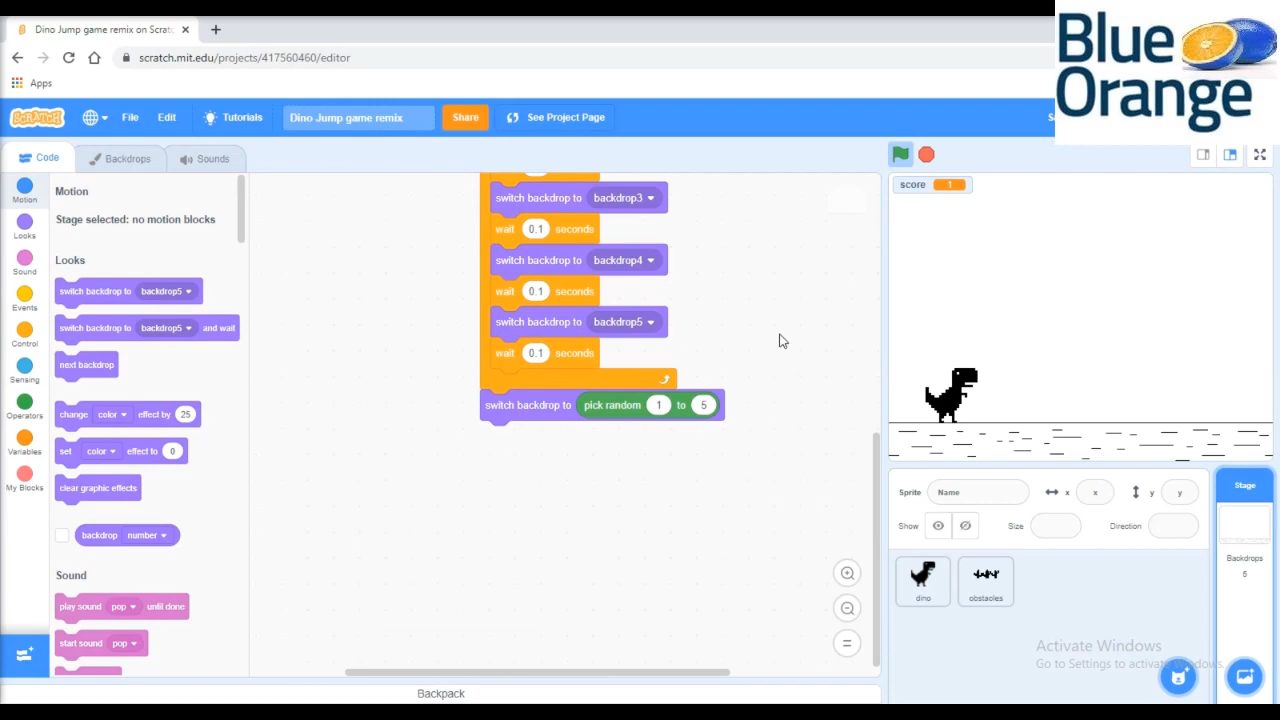 Dino Jump game remix on Scratc
scratch.mit.edu/projects/417560460/editor
Apps
Blue
Orange
SCRATCH
File
Edit
Tutorials
Dino Jump game remix
Share
See Project Page
Code
Backdrops
Sounds
Motion
Looks
Sound
Events
Control
Sensing
Operators
Variables
My Blocks
Motion
Stage selected: no motion blocks
Looks
switch backdrop to backdrop5
switch backdrop to backdrop5 and wait
next backdrop
change color effect by 25
set color effect to 0
clear graphic effects
backdrop number
Sound
play sound pop until done
start sound pop
switch backdrop to backdrop3
wait 0.1 seconds
switch backdrop to backdrop4
wait 0.1 seconds
switch backdrop to backdrop5
wait 0.1 seconds
switch backdrop to pick random 1 to 5
score 1
Sprite Name x x y y
Show Size Direction
dino
obstacles
Stage
Backdrops
5
Activate Windows
Go to Settings to activate Windows.
Backpack